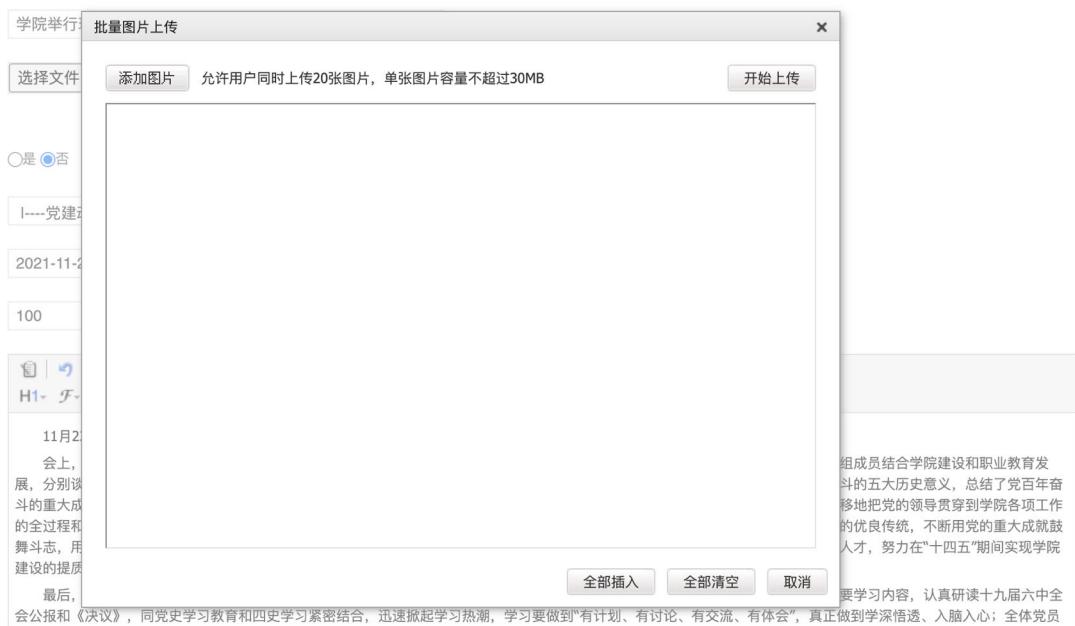 学院举行
批量图片上传
选择文件
添加图片 允许用户同时上传20张图片，单张图片容量不超过30MB
开始上传
是 否
I----党建
2021-11-2
100
H1
11月2
会上，
组成员结合学院建设和职业教育发
展，分别谈
斗的五大历史意义，总结了党百年奋
斗的重大成
移地把党的领导贯穿到学院各项工作
的全过程和
的优良传统，不断用党的重大成就鼓
舞斗志，用
人才，努力在“十四五”期间实现学院
建设的提质
全部插入 全部清空 取消
最后，
要学习内容，认真研读十九届六中全
会公报和《决议》，同党史学习教育和四史学习紧密结合，迅速掀起学习热潮，学习要做到“有计划、有讨论、有交流、有体会”，真正做到学深悟透、入脑入心；全体党员